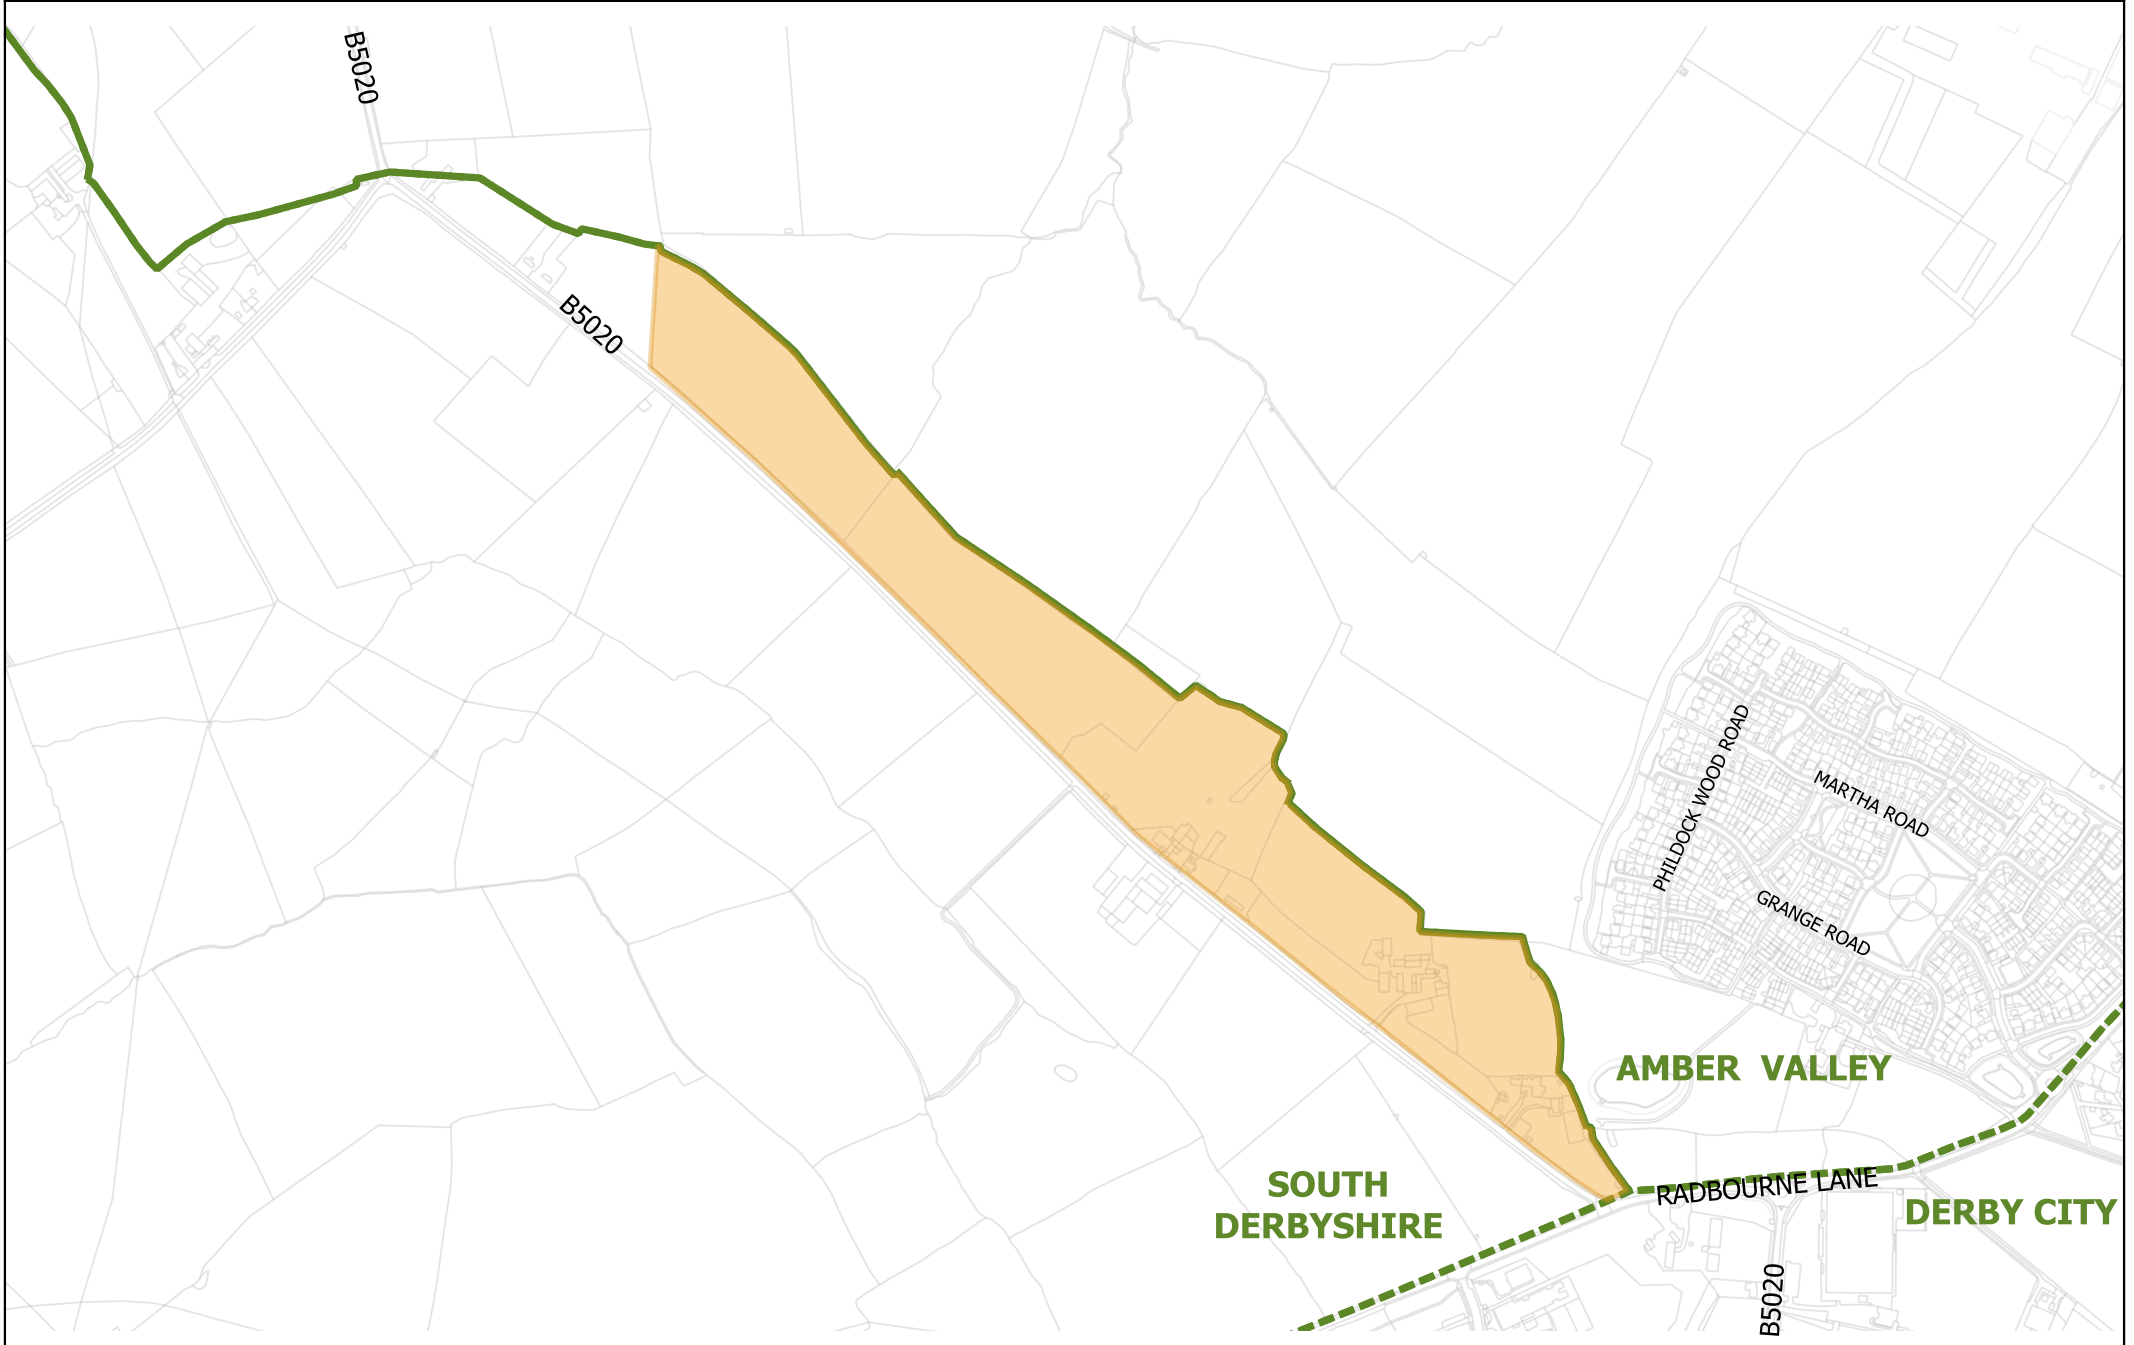 B5020
B5020
PHILDOCK WOOD ROAD
MARTHA ROAD
GRANGE ROAD
AMBER VALLEY
SOUTH
DERBYSHIRE
RADBOURNE LANE
DERBY CITY
B5020